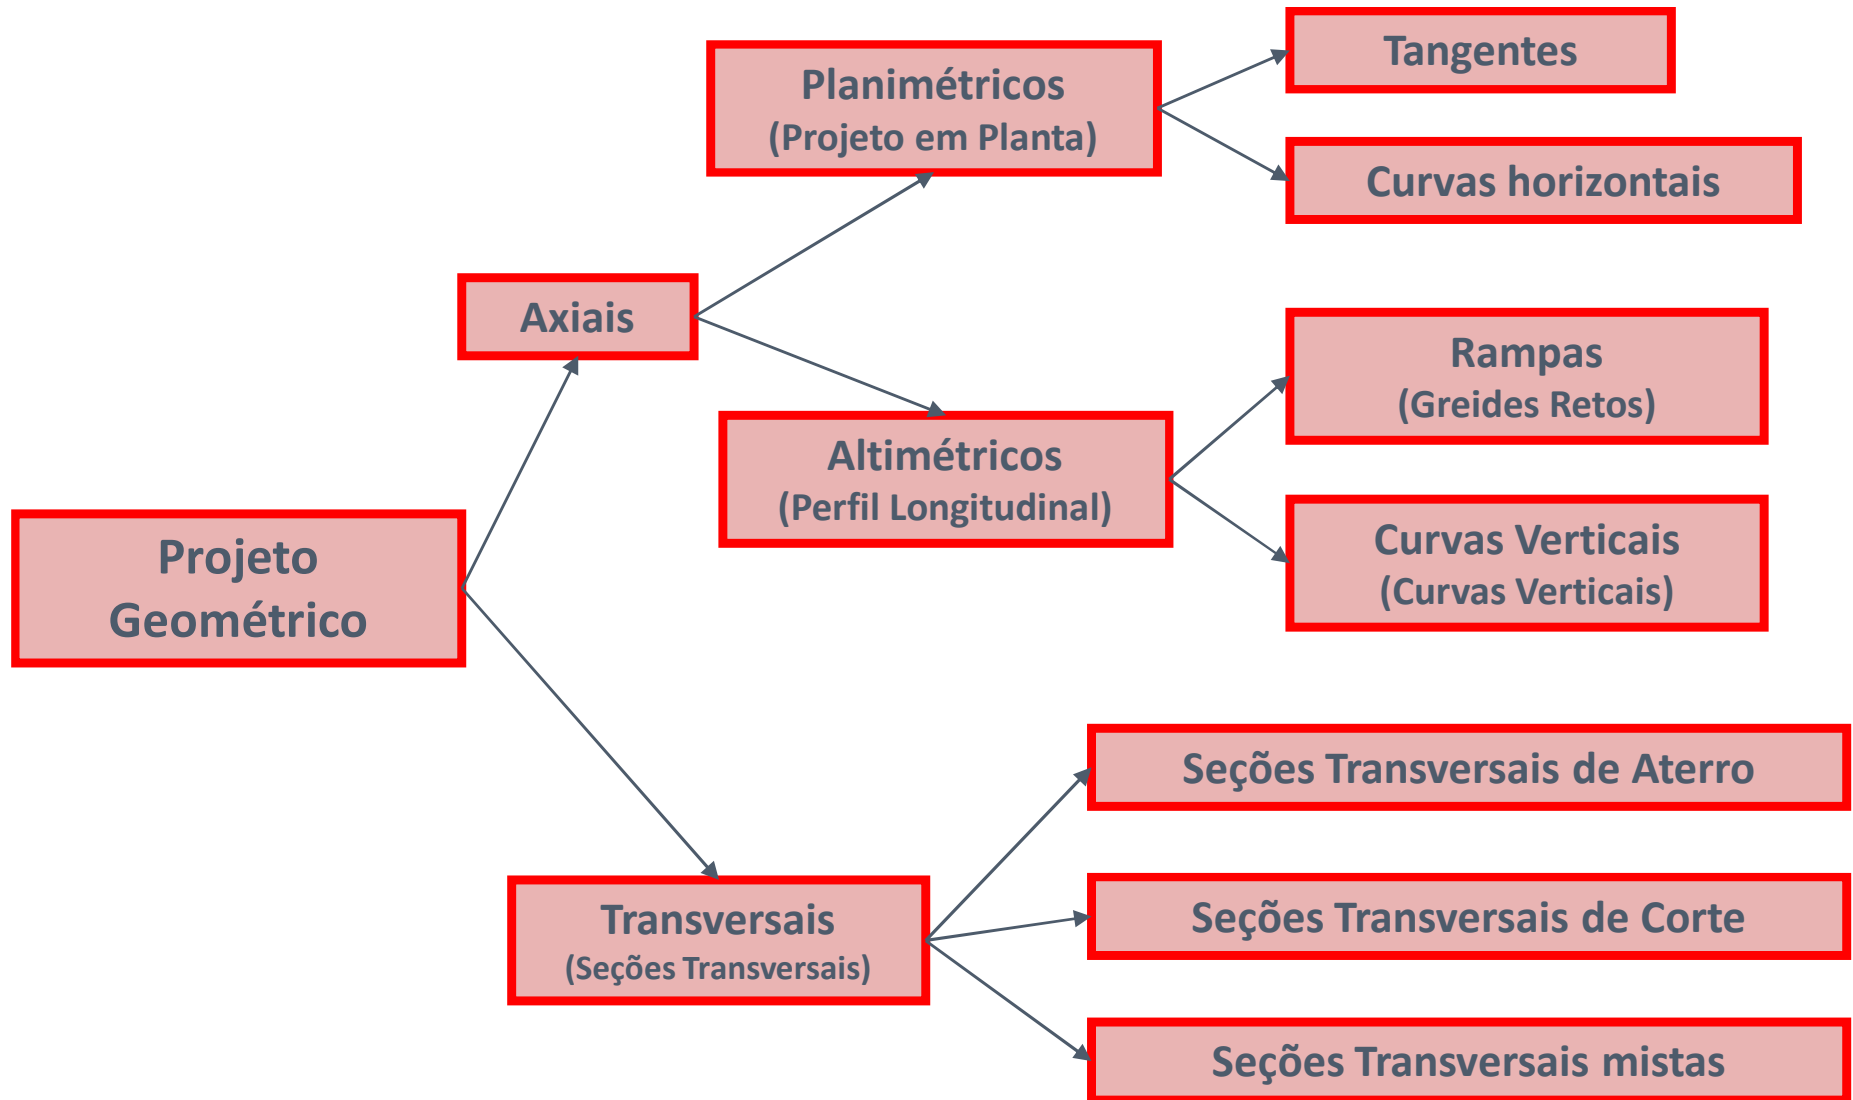 Tangentes
Planimétricos
(Projeto em Planta)
Curvas horizontais
Axiais
Rampas
(Greides Retos)
Altimétricos
(Perfil Longitudinal)
Curvas Verticais
(Curvas Verticais)
Projeto
Geométrico
Seções Transversais de Aterro
Transversais
(Seções Transversais)
Seções Transversais de Corte
Seções Transversais mistas